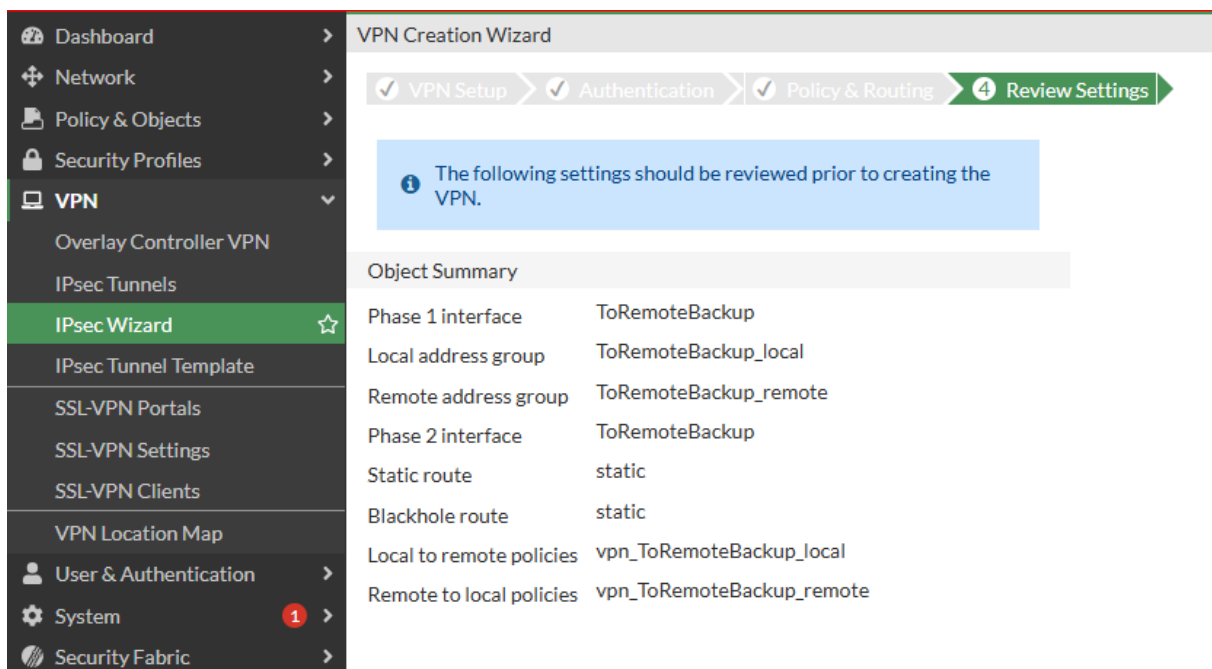 Dashboard
Network
Policy & Objects
Security Profiles
VPN
Overlay Controller VPN
IPsec Tunnels
IPsec Wizard
IPsec Tunnel Template
SSL-VPN Portals
SSL-VPN Settings
SSL-VPN Clients
VPN Location Map
User & Authentication
System 1
Security Fabric
VPN Creation Wizard
VPN Setup Authentication Policy & Routing 4 Review Settings
The following settings should be reviewed prior to creating the
VPN.
Object Summary
Phase 1 interface ToRemoteBackup
Local address group ToRemoteBackup_local
Remote address group ToRemoteBackup_remote
Phase 2 interface ToRemoteBackup
Static route static
Blackhole route static
Local to remote policies vpn_ToRemoteBackup_local
Remote to local policies vpn_ToRemoteBackup_remote